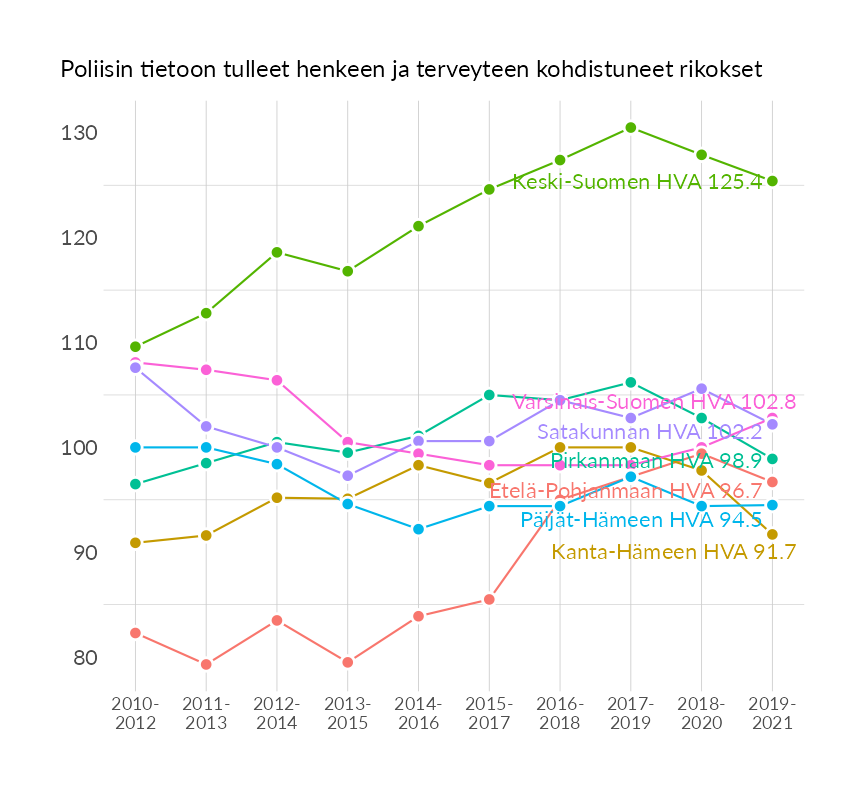 Poliisin tietoon tulleet henkeen ja terveyteen kohdistuneet rikokset
130
120
110
100
90
80
Keski-Suomen HVA 125.4
Varsinais-Suomen HVA 102.8
Satakunnan HVA 102.2
Pirkanmaan HVA 98.9
Etelä-Pohjanmaan HVA 96.7
Päijät-Hämeen HVA 94.5
Kanta-Hämeen HVA 91.7
2010- 2011- 2012- 2013- 2014- 2015- 2016- 2017- 2018- 2019-
2012 2013 2014 2015 2016 2017 2018 2019 2020 2021